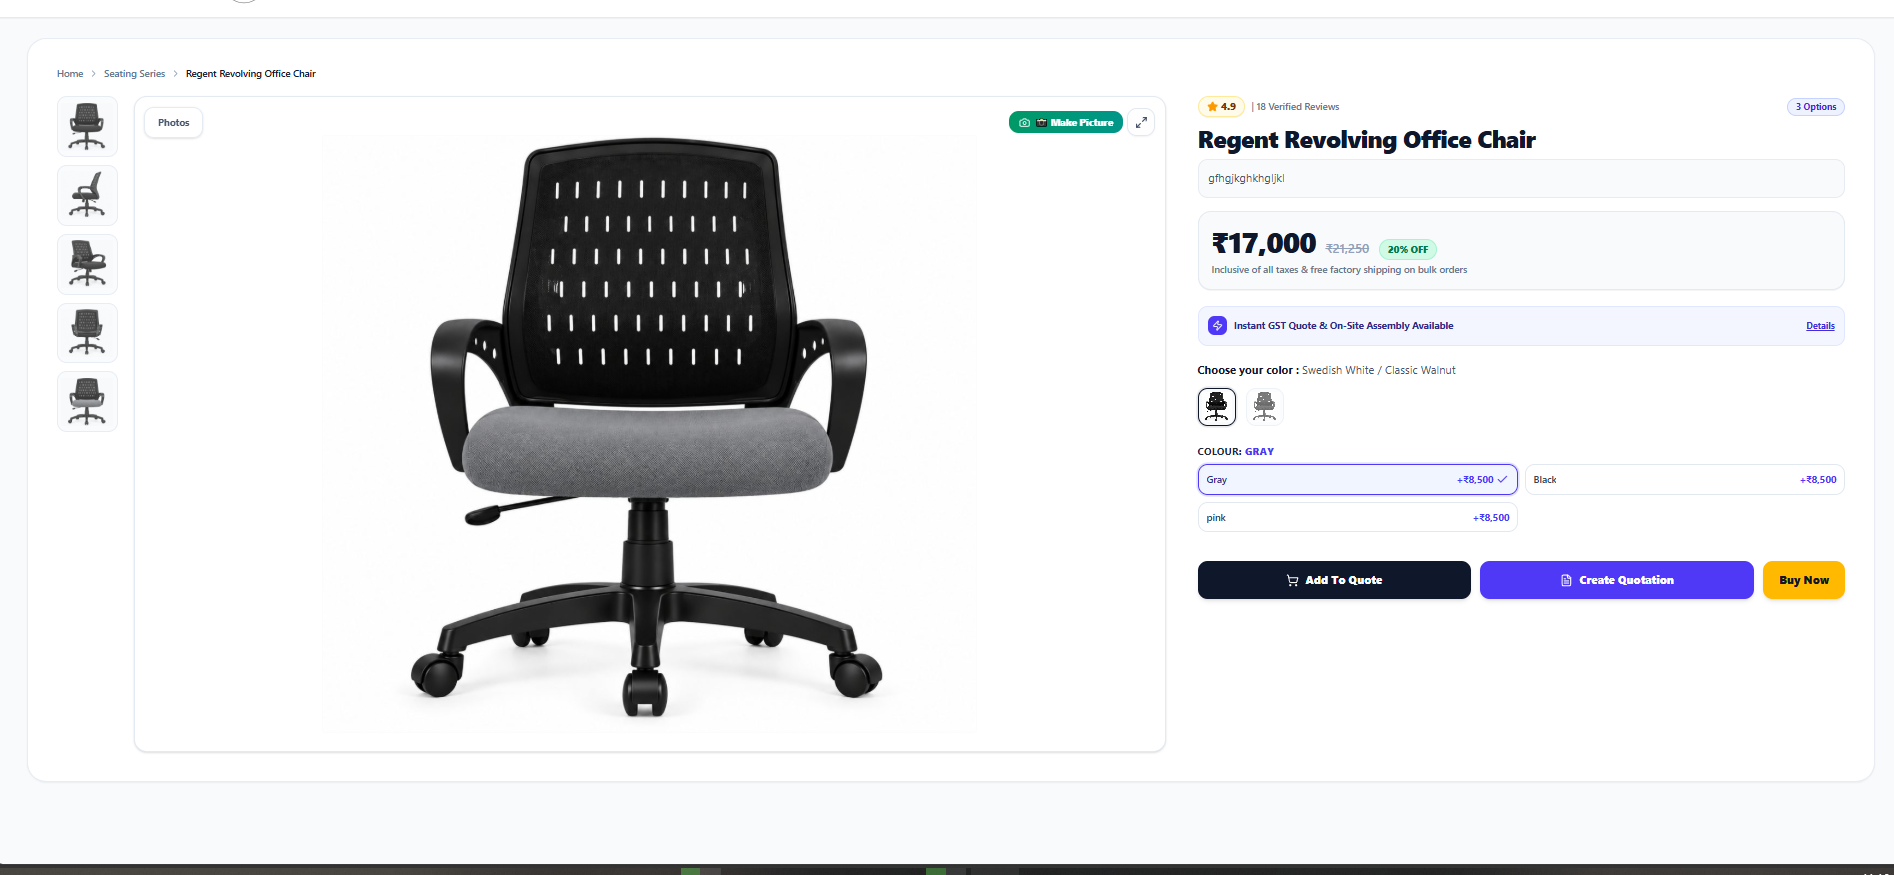 Home > Seating Series > Regent Revolving Office Chair
Photos
Make Picture
4.9 | 18 Verified Reviews
3 Options
Regent Revolving Office Chair
gfhgjkghkhgljkl
₹17,000 ₹21,250 20% OFF
Inclusive of all taxes & free factory shipping on bulk orders
Instant GST Quote & On-Site Assembly Available
Details
Choose your color : Swedish White / Classic Walnut
COLOUR: GRAY
Gray +₹8,500
Black +₹8,500
pink +₹8,500
Add To Quote
Create Quotation
Buy Now